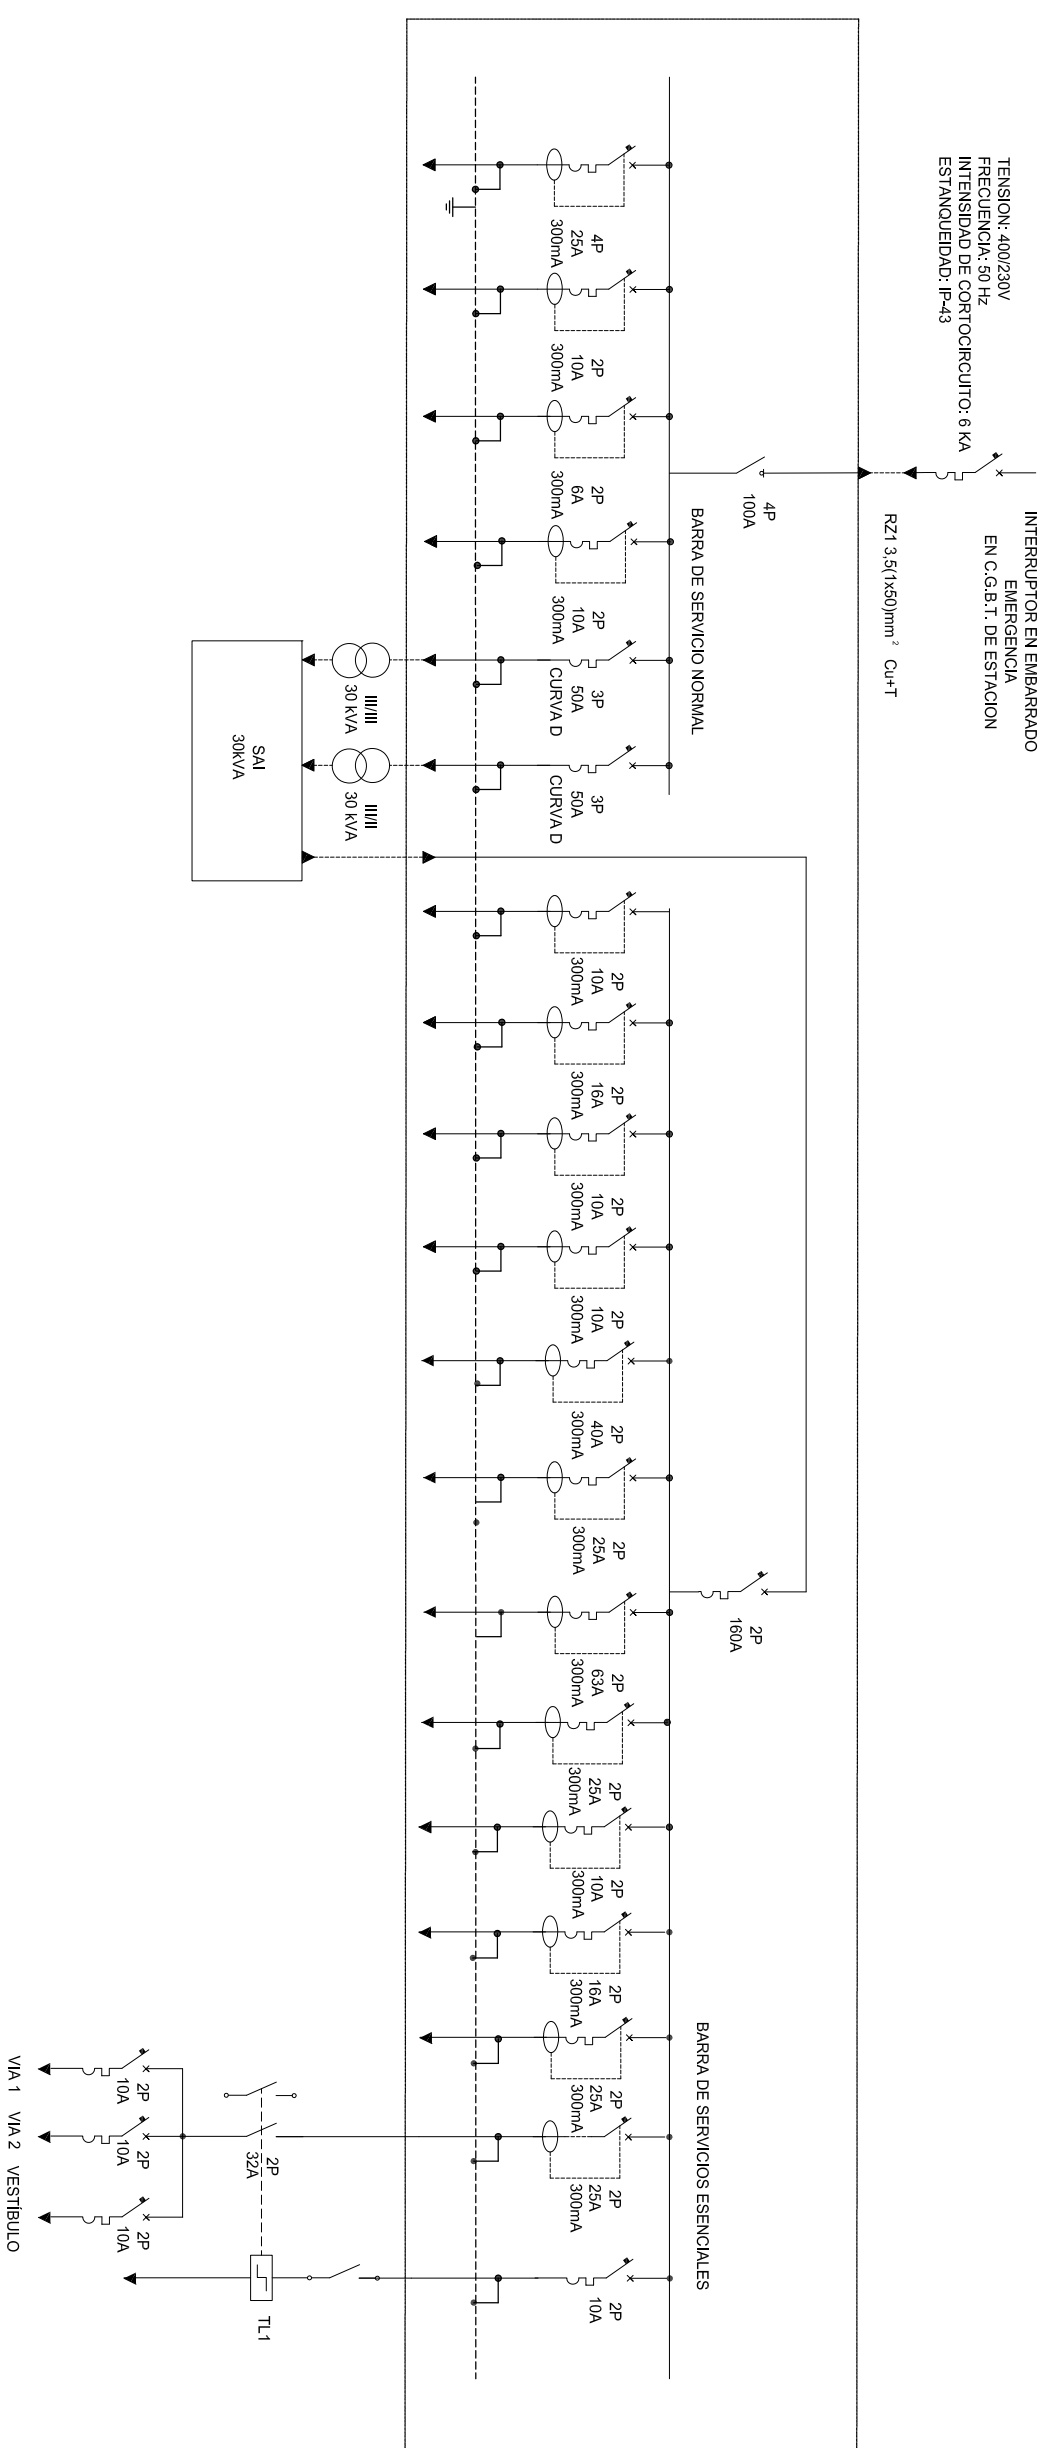 TENSION: 400/230V
FRECUENCIA: 50 Hz
INTENSIDAD DE CORTOCIRCUITO: 6 KA
ESTANQUEIDAD: IP-43
INTERRUPTOR EN EMBARRADO
EMERGENCIA
EN C.G.B.T. DE ESTACION
RZ1 3,5(1x50)mm² Cu+T
4P
100A
BARRA DE SERVICIO NORMAL
4P
25A
300mA
2P
10A
300mA
2P
6A
300mA
2P
10A
300mA
3P
50A
CURVA D
3P
50A
CURVA D
III/III
30 kVA
III/II
30 kVA
SAI
30kVA
2P
160A
BARRA DE SERVICIOS ESENCIALES
2P
10A
300mA
2P
16A
300mA
2P
10A
300mA
2P
10A
300mA
2P
40A
300mA
2P
25A
300mA
2P
63A
300mA
2P
25A
300mA
2P
10A
300mA
2P
16A
300mA
2P
25A
300mA
2P
25A
300mA
2P
10A
2P
32A
TL1
2P
10A
2P
10A
2P
10A
VIA 1 VIA 2 VESTÍBULO